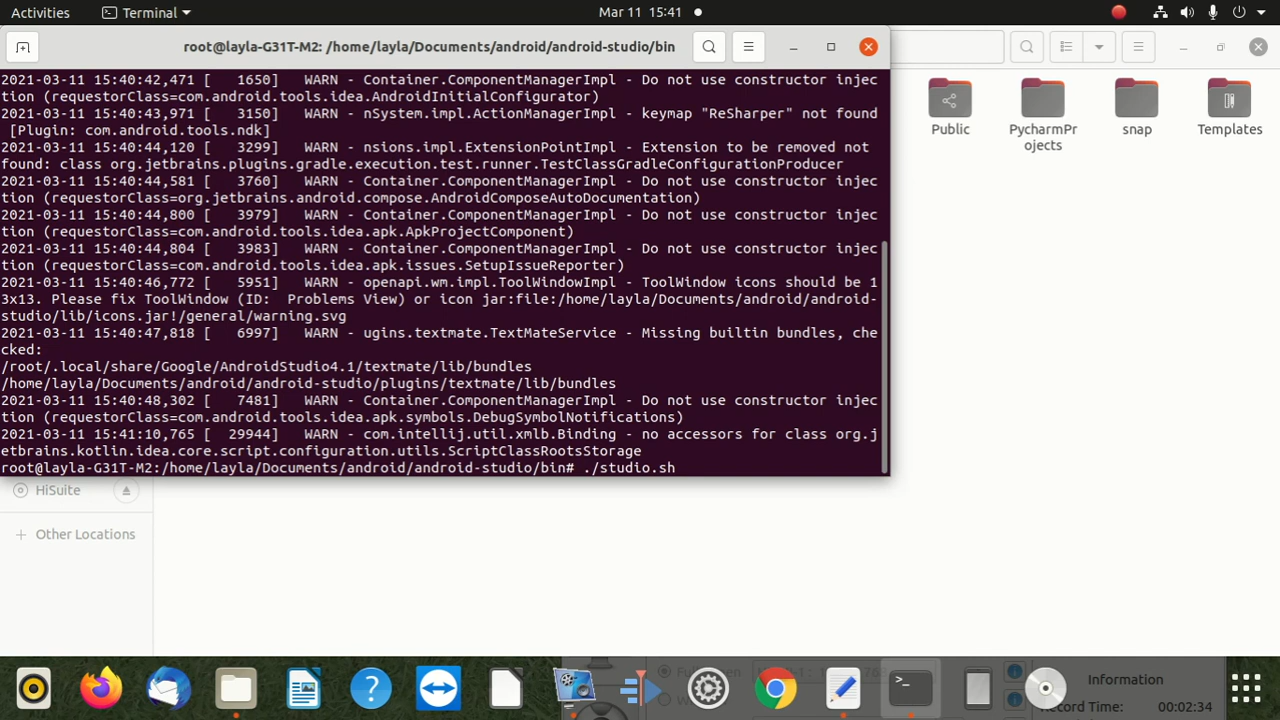 Activities
Terminal
Mar 11 15:41
root@layla-G31T-M2: /home/layla/Documents/android/android-studio/bin
2021-03-11 15:40:42,471 [   1650]   WARN - Container.ComponentManagerImpl - Do not use constructor injec
tion (requestorClass=com.android.tools.idea.AndroidInitialConfigurator)
2021-03-11 15:40:43,971 [   3150]   WARN - nSystem.impl.ActionManagerImpl - keymap "ReSharper" not found
 [Plugin: com.android.tools.ndk]
2021-03-11 15:40:44,120 [   3299]   WARN - nsions.impl.ExtensionPointImpl - Extension to be removed not
found: class org.jetbrains.plugins.gradle.execution.test.runner.TestClassGradleConfigurationProducer
2021-03-11 15:40:44,581 [   3760]   WARN - Container.ComponentManagerImpl - Do not use constructor injec
tion (requestorClass=org.jetbrains.android.compose.AndroidComposeAutoDocumentation)
2021-03-11 15:40:44,800 [   3979]   WARN - Container.ComponentManagerImpl - Do not use constructor injec
tion (requestorClass=com.android.tools.idea.apk.ApkProjectComponent)
2021-03-11 15:40:44,804 [   3983]   WARN - Container.ComponentManagerImpl - Do not use constructor injec
tion (requestorClass=com.android.tools.idea.apk.issues.SetupIssueReporter)
2021-03-11 15:40:46,772 [   5951]   WARN - openapi.wm.impl.ToolWindowImpl - ToolWindow icons should be 1
3x13. Please fix ToolWindow (ID:  Problems View) or icon jar:file:/home/layla/Documents/android/android-
studio/lib/icons.jar!/general/warning.svg
2021-03-11 15:40:47,818 [   6997]   WARN - ugins.textmate.TextMateService - Missing builtin bundles, che
cked:
/root/.local/share/Google/AndroidStudio4.1/textmate/lib/bundles
/home/layla/Documents/android/android-studio/plugins/textmate/lib/bundles
2021-03-11 15:40:48,302 [   7481]   WARN - Container.ComponentManagerImpl - Do not use constructor injec
tion (requestorClass=com.android.tools.idea.apk.symbols.DebugSymbolNotifications)
2021-03-11 15:41:10,765 [  29944]   WARN - com.intellij.util.xmlb.Binding - no accessors for class org.j
etbrains.kotlin.idea.core.script.configuration.utils.ScriptClassRootsStorage
root@layla-G31T-M2:/home/layla/Documents/android/android-studio/bin# ./studio.sh
Public
PycharmPr
ojects
snap
Templates
HiSuite
Other Locations
Information
Record Time: 00:02:34